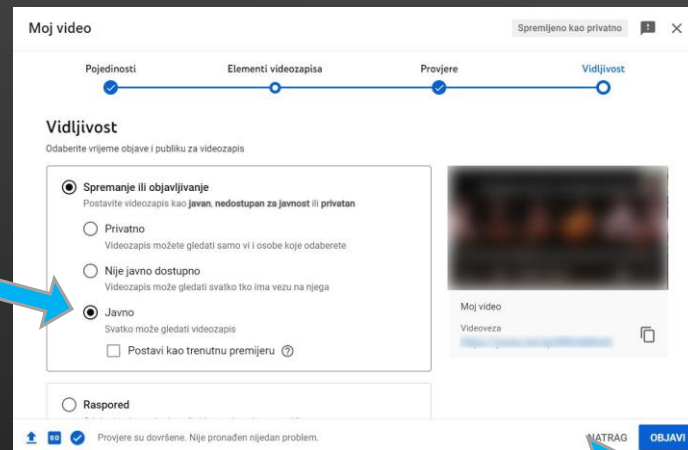 Moj video
Spremljeno kao privatno
Pojedinosti
Elementi videozapisa
Provjere
Vidljivost
Vidljivost
Odaberite vrijeme objave i publiku za videozapis
Spremanje ili objavljivanje
Postavite videozapis kao javan, nedostupan za javnost ili privatan
Privatno
Videozapis možete gledati samo vi i osobe koje odaberete
Nije javno dostupno
Videozapis može gledati svatko tko ima vezu na njega
Javno
Svatko može gledati videozapis
Postavi kao trenutnu premijeru
Moj video
Videoveza
Raspored
Provjere su dovršene. Nije pronađen nijedan problem.
NATRAG
OBJAVI